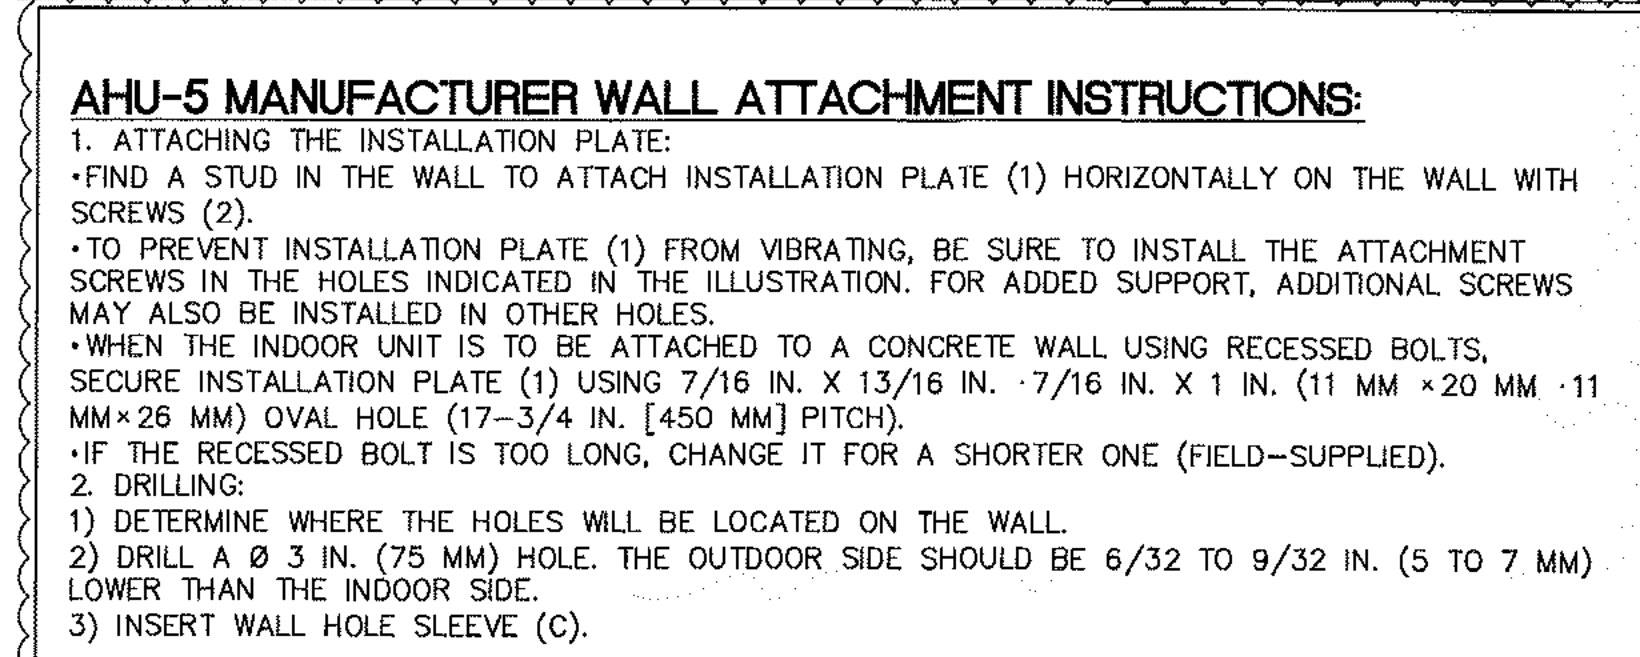 AHU-5 MANUFACTURER WALL ATTACHMENT INSTRUCTIONS:
1. ATTACHING THE INSTALLATION PLATE:
•FIND A STUD IN THE WALL TO ATTACH INSTALLATION PLATE (1) HORIZONTALLY ON THE WALL WITH
SCREWS (2).
•TO PREVENT INSTALLATION PLATE (1) FROM VIBRATING, BE SURE TO INSTALL THE ATTACHMENT
SCREWS IN THE HOLES INDICATED IN THE ILLUSTRATION. FOR ADDED SUPPORT, ADDITIONAL SCREWS
MAY ALSO BE INSTALLED IN OTHER HOLES.
•WHEN THE INDOOR UNIT IS TO BE ATTACHED TO A CONCRETE WALL USING RECESSED BOLTS,
SECURE INSTALLATION PLATE (1) USING 7/16 IN. X 13/16 IN. ·7/16 IN. X 1 IN. (11 MM ×20 MM ·11
MM×26 MM) OVAL HOLE (17-3/4 IN. [450 MM] PITCH).
•IF THE RECESSED BOLT IS TOO LONG, CHANGE IT FOR A SHORTER ONE (FIELD-SUPPLIED).
2. DRILLING:
1) DETERMINE WHERE THE HOLES WILL BE LOCATED ON THE WALL.
2) DRILL A Ø 3 IN. (75 MM) HOLE. THE OUTDOOR SIDE SHOULD BE 6/32 TO 9/32 IN. (5 TO 7 MM)
LOWER THAN THE INDOOR SIDE.
3) INSERT WALL HOLE SLEEVE (C).